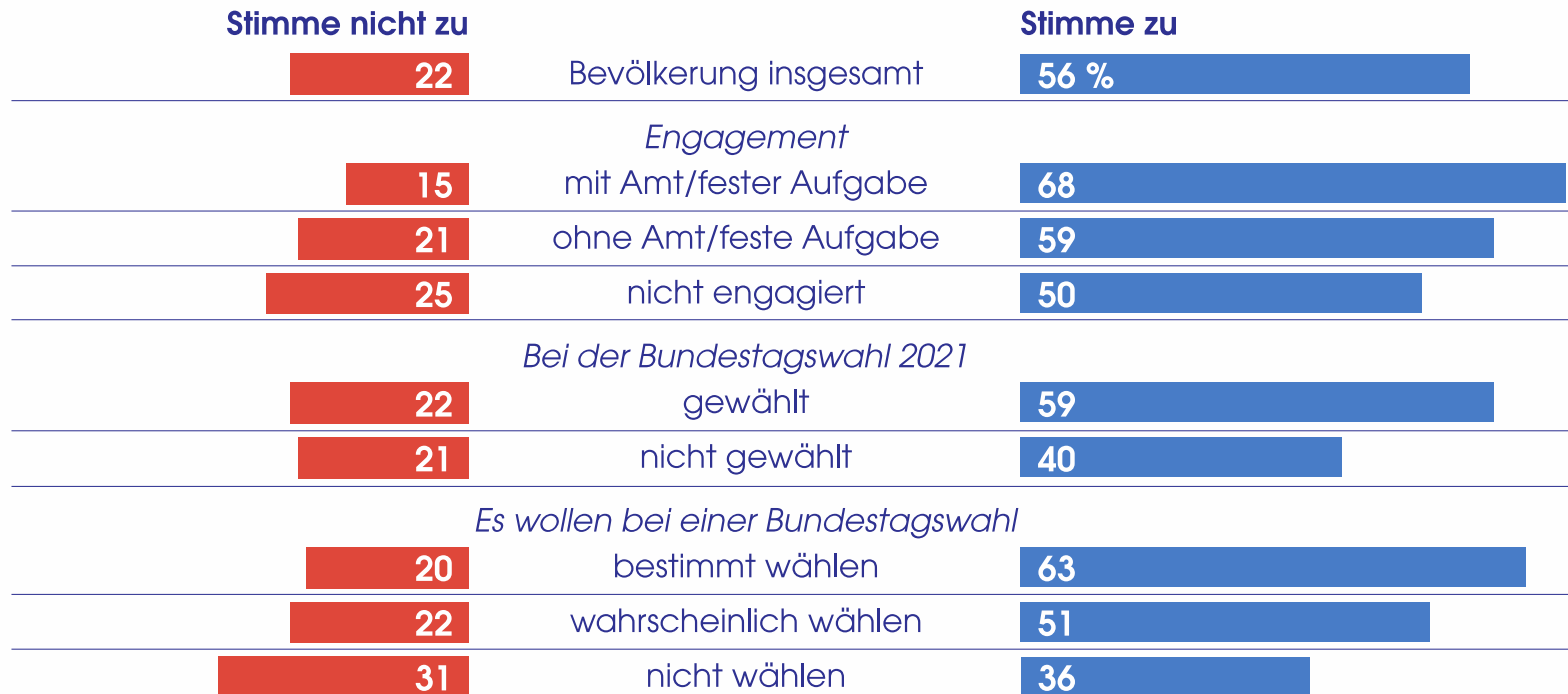 Stimme nicht zu Stimme zu
22 Bevölkerung insgesamt 56 %
Engagement
15 mit Amt/fester Aufgabe 68
21 ohne Amt/feste Aufgabe 59
25 nicht engagiert 50
Bei der Bundestagswahl 2021
22 gewählt 59
21 nicht gewählt 40
Es wollen bei einer Bundestagswahl
20 bestimmt wählen 63
22 wahrscheinlich wählen 51
31 nicht wählen 36